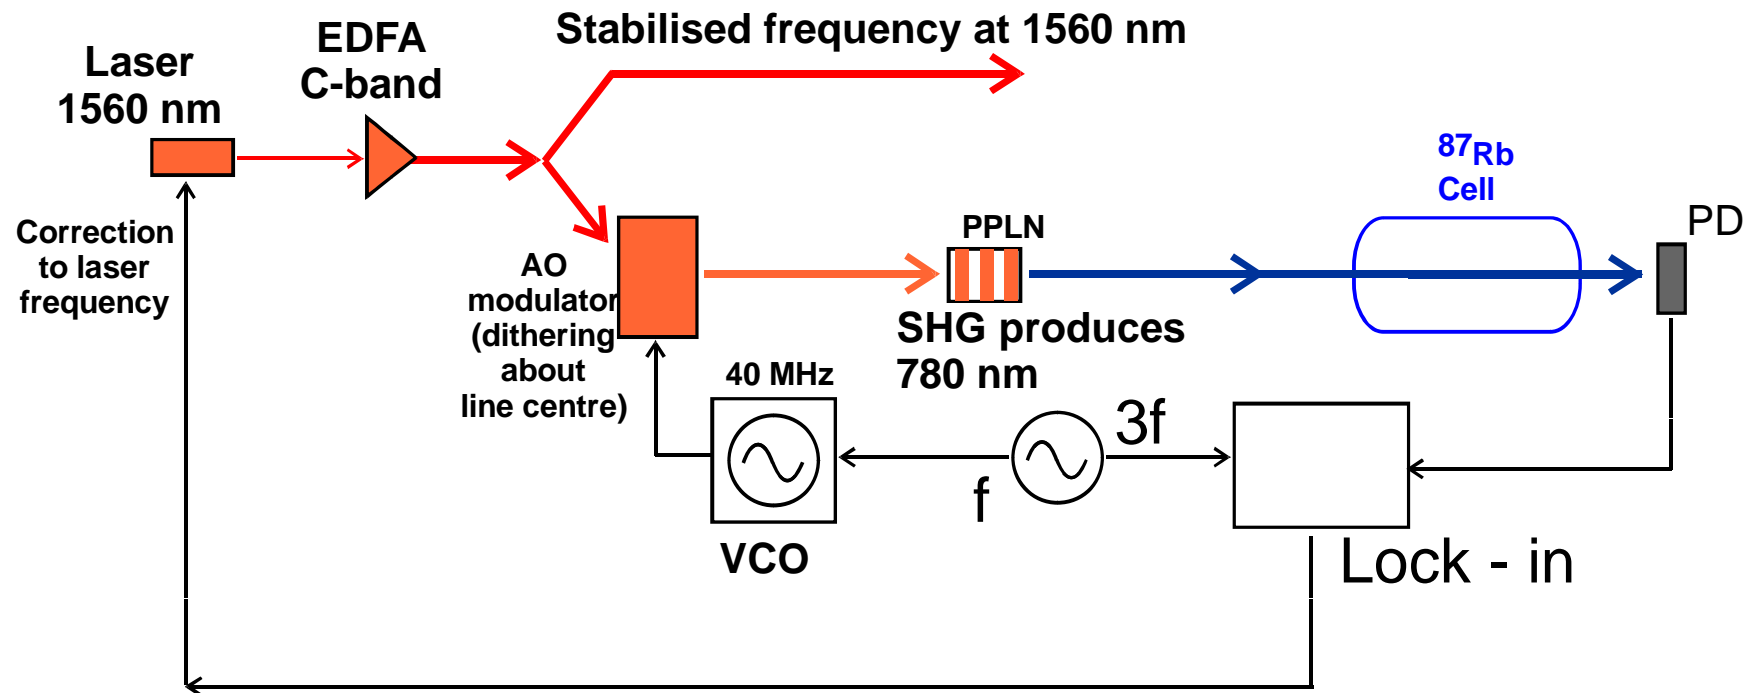 Stabilised frequency at 1560 nm
EDFA
C-band
Laser
1560 nm
87Rb
Cell
PD
Correction
to laser
frequency
AO
modulator
(dithering
about
line centre)
PPLN
SHG produces
780 nm
40 MHz
VCO
f
3f
Lock - in